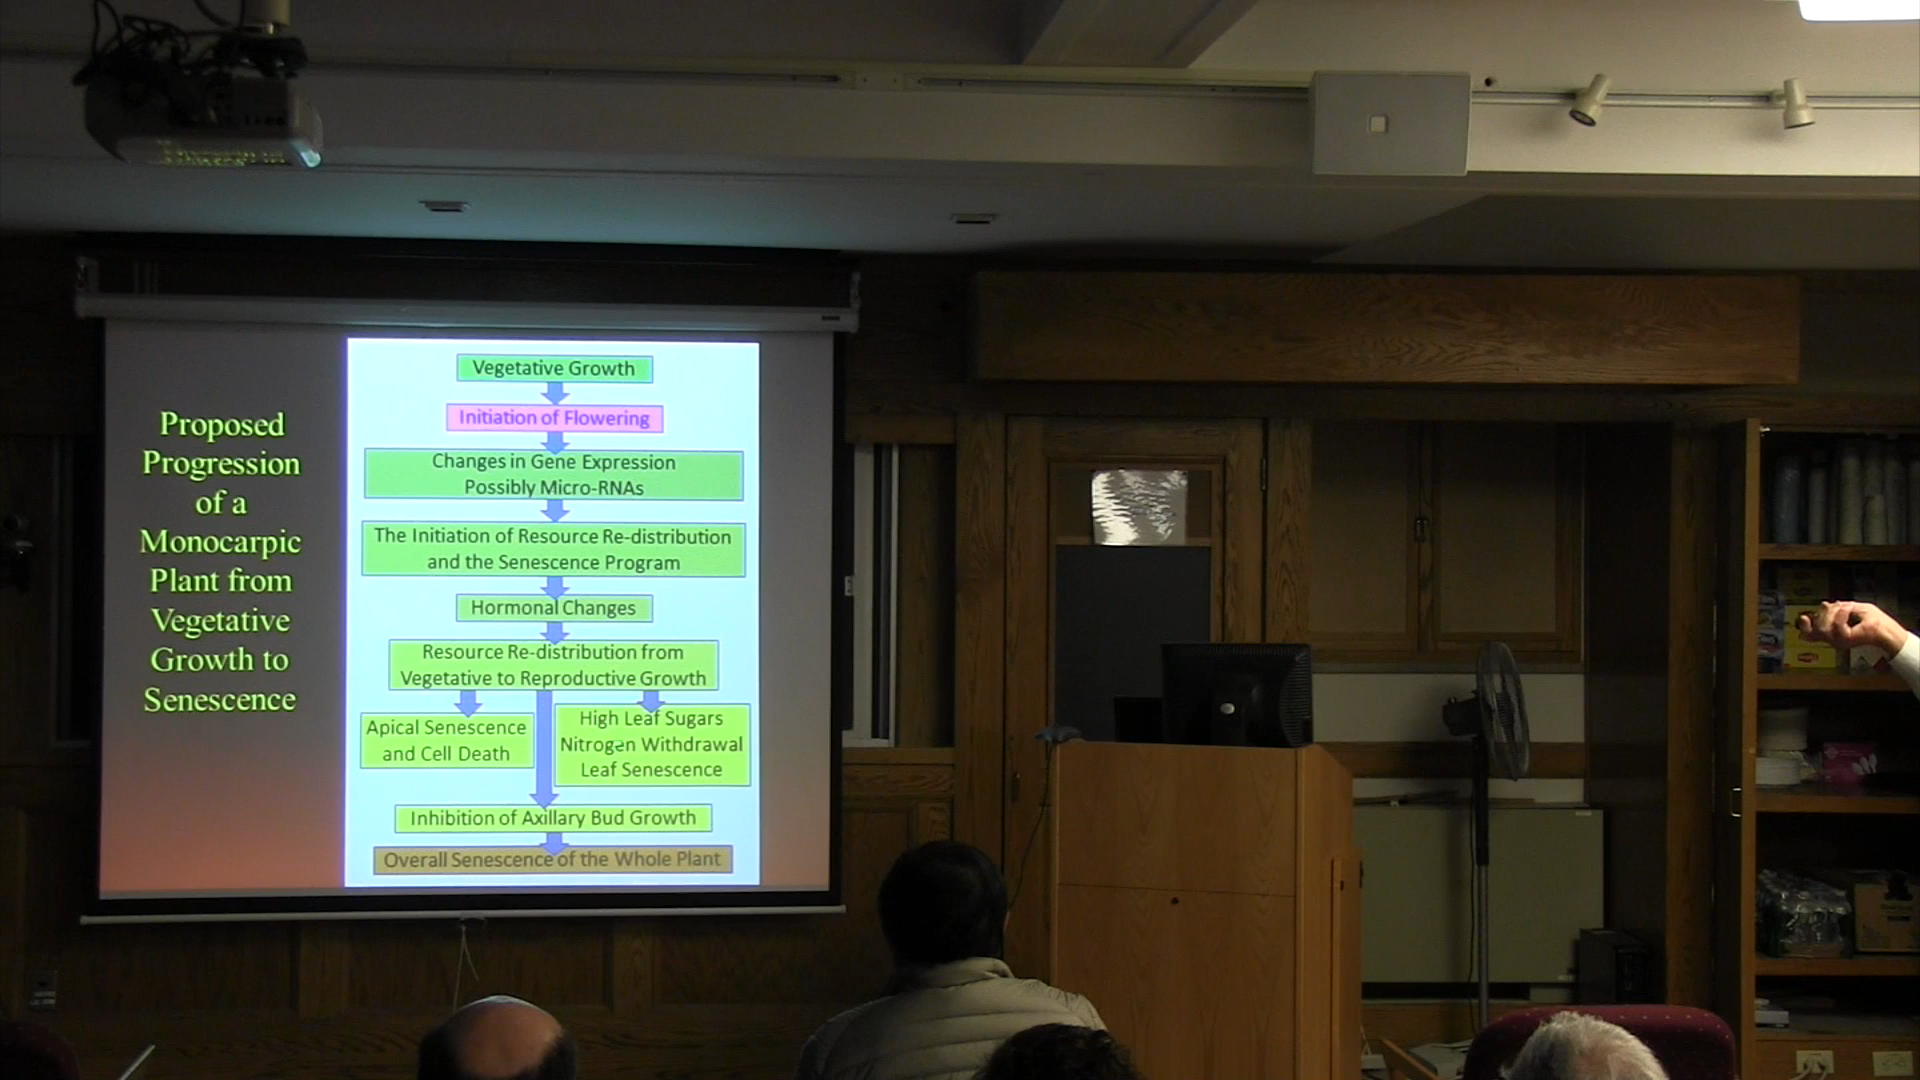 Proposed
Progression
of a
Monocarpic
Plant from
Vegetative
Growth to
Senescence
Vegetative Growth
Initiation of Flowering
Changes in Gene Expression
Possibly Micro-RNAs
The Initiation of Resource Re-distribution
and the Senescence Program
Hormonal Changes
Resource Re-distribution from
Vegetative to Reproductive Growth
Apical Senescence
and Cell Death
High Leaf Sugars
Nitrogen Withdrawal
Leaf Senescence
Inhibition of Axillary Bud Growth
Overall Senescence of the Whole Plant